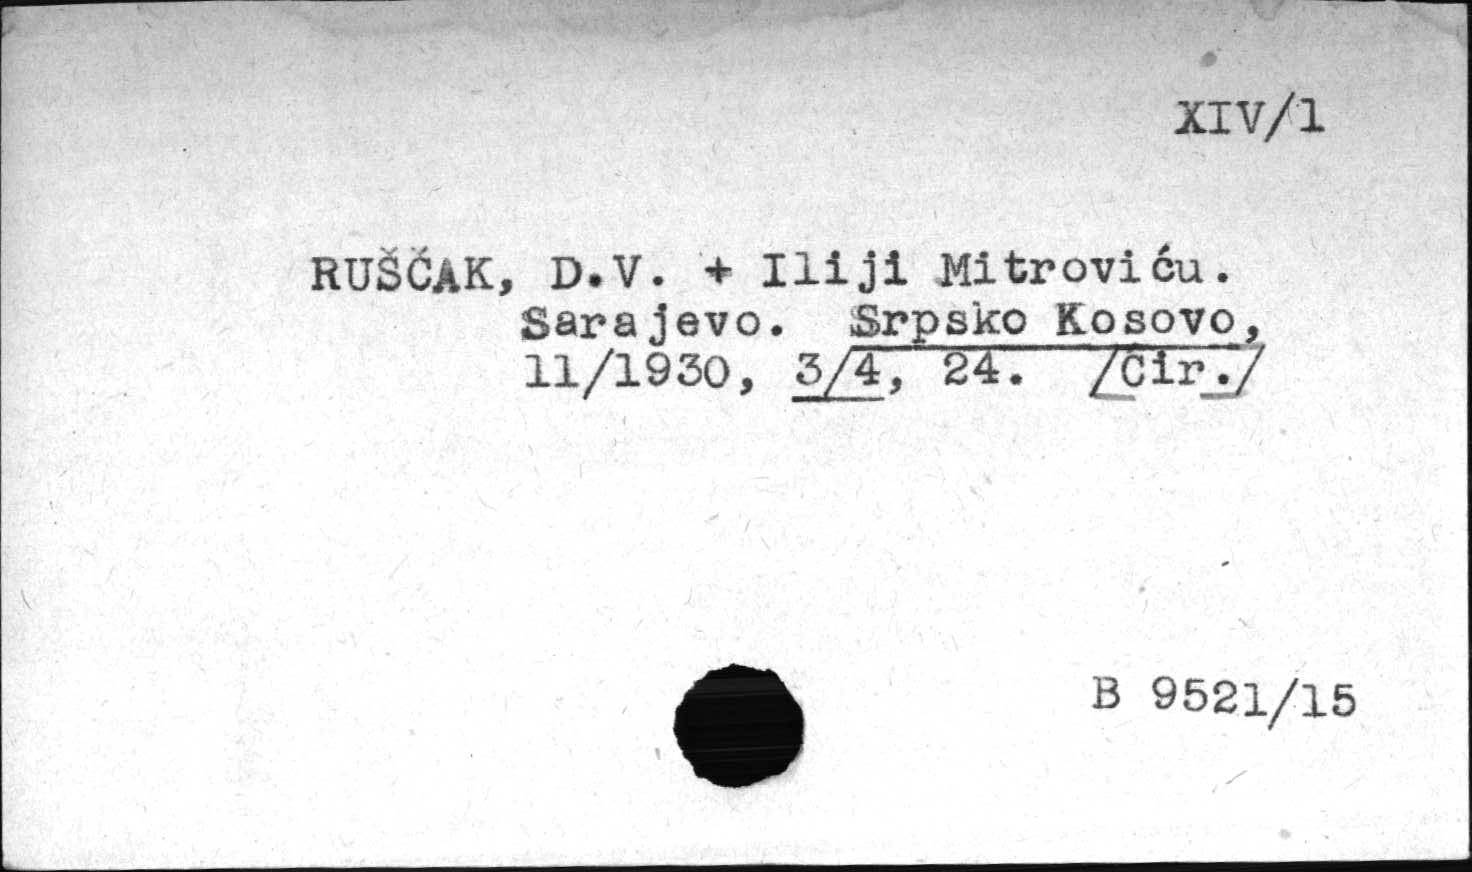 XIV/1
RUŠČAK, D.V. + Iliji Mitroviću.
Sarajevo. Srpsko Kosovo,
11/1930, 3/4, 24. /Cir./
B 9521/15